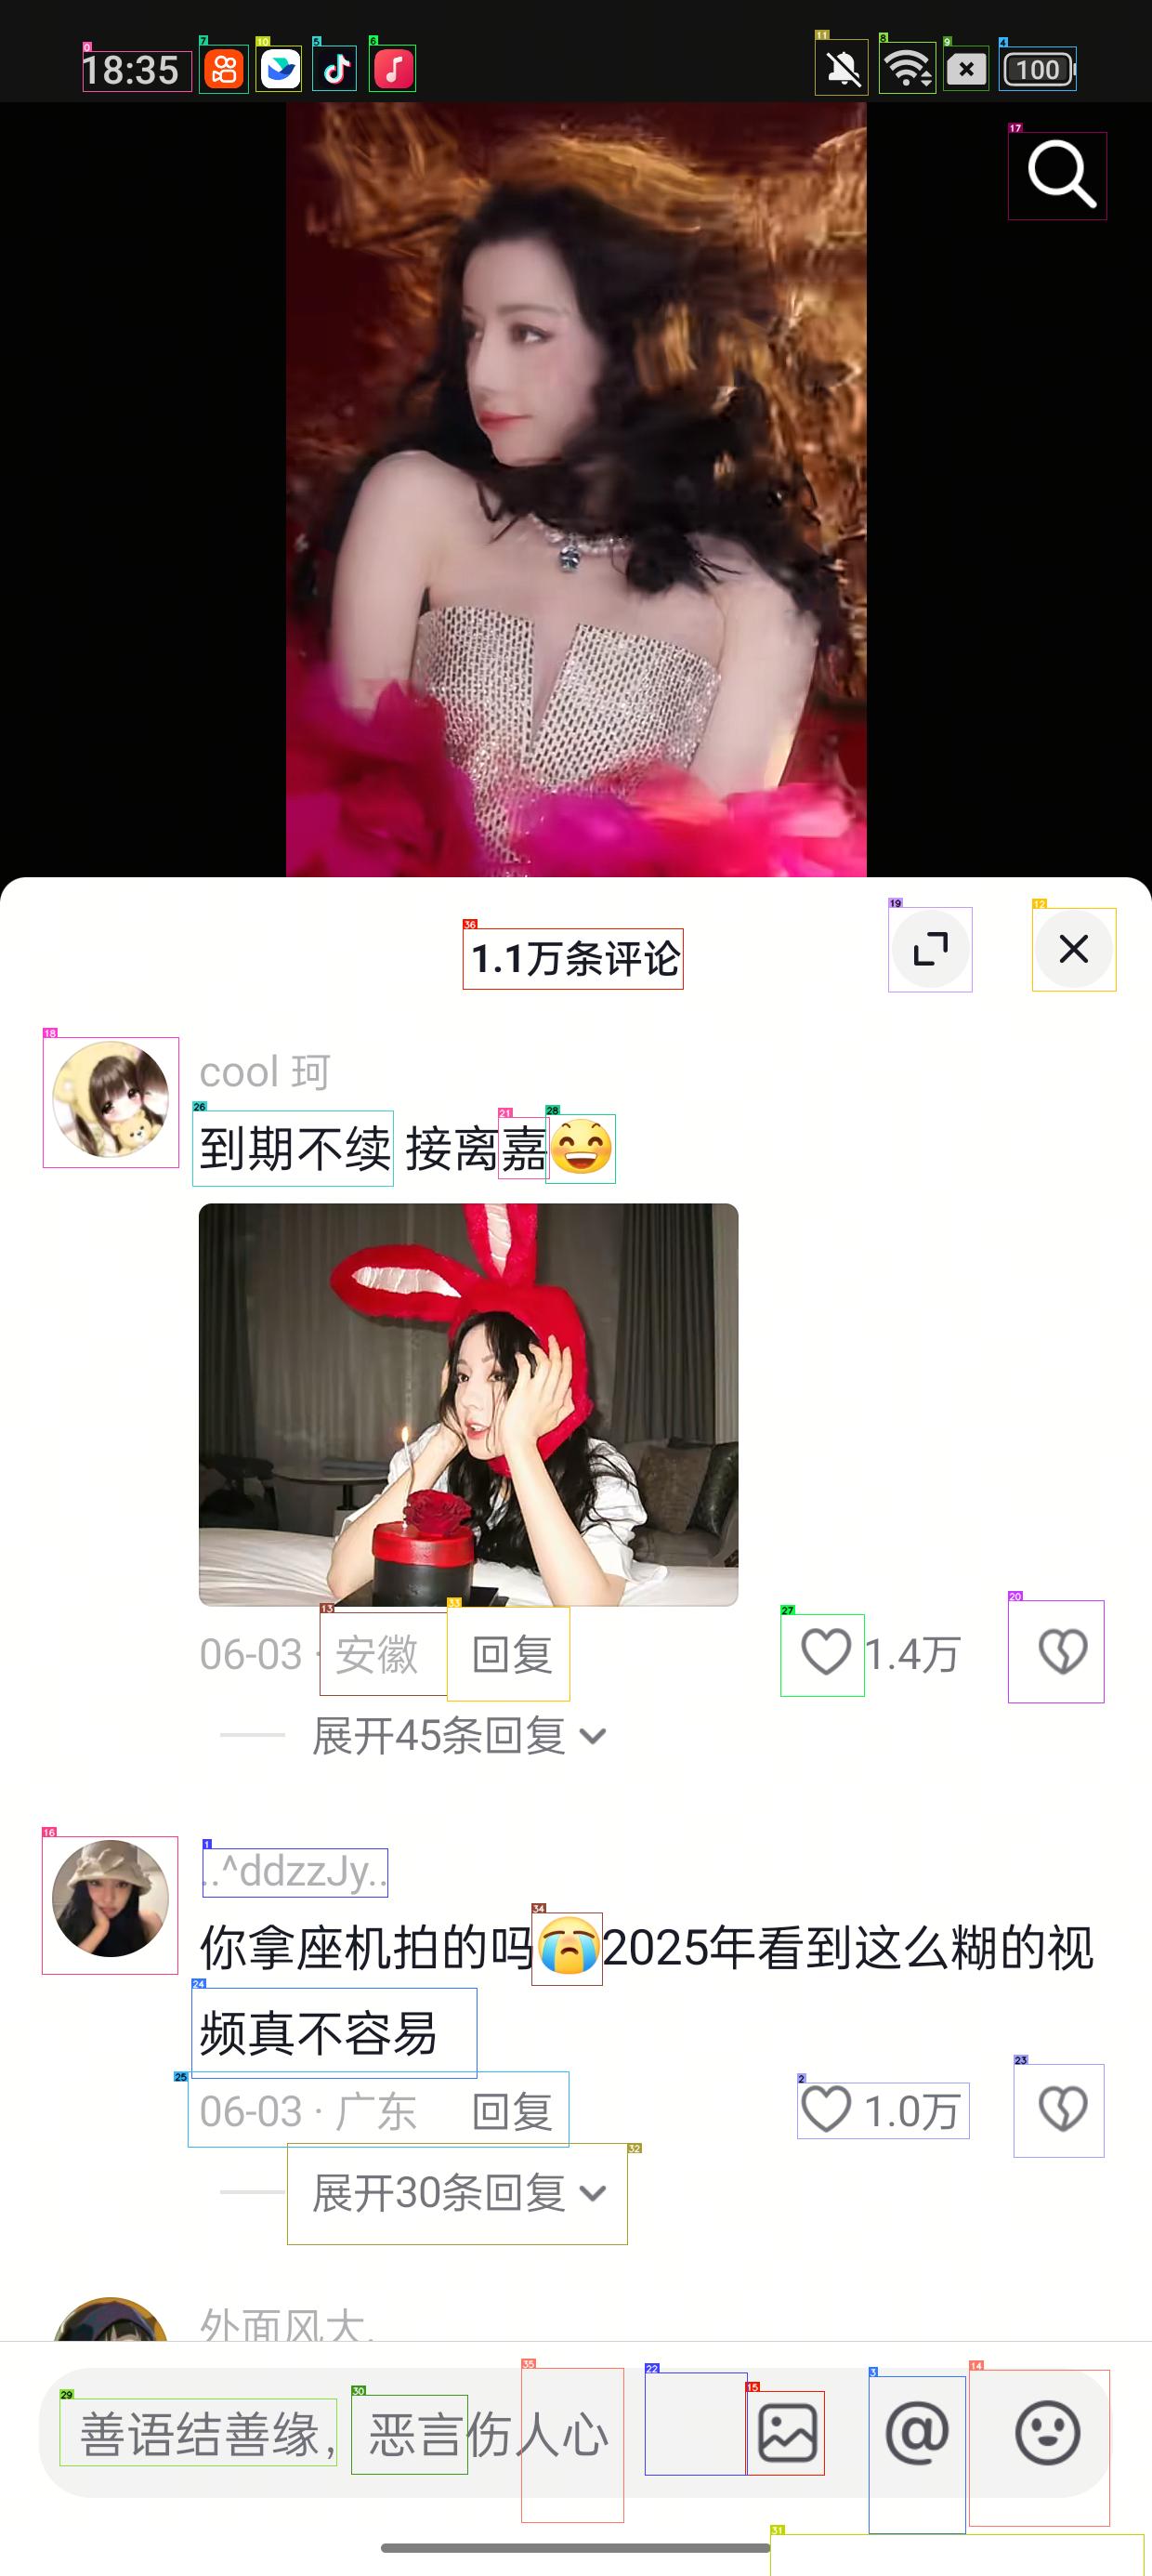 18:35
100
1.1万条评论
cool 珂
到期不续 接离嘉😄
06-03 · 安徽 回复
1.4万
展开45条回复
..^ddzzJy..
你拿座机拍的吗😭2025年看到这么糊的视
频真不容易
06-03 · 广东 回复
1.0万
展开30条回复
外面风大.
善语结善缘, 恶言伤人心